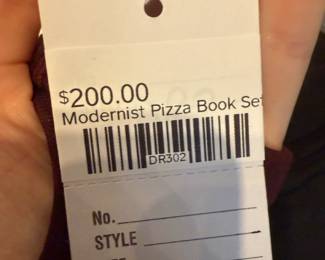 $200.00
Modernist Pizza Book Set
DR302
No.
STYLE